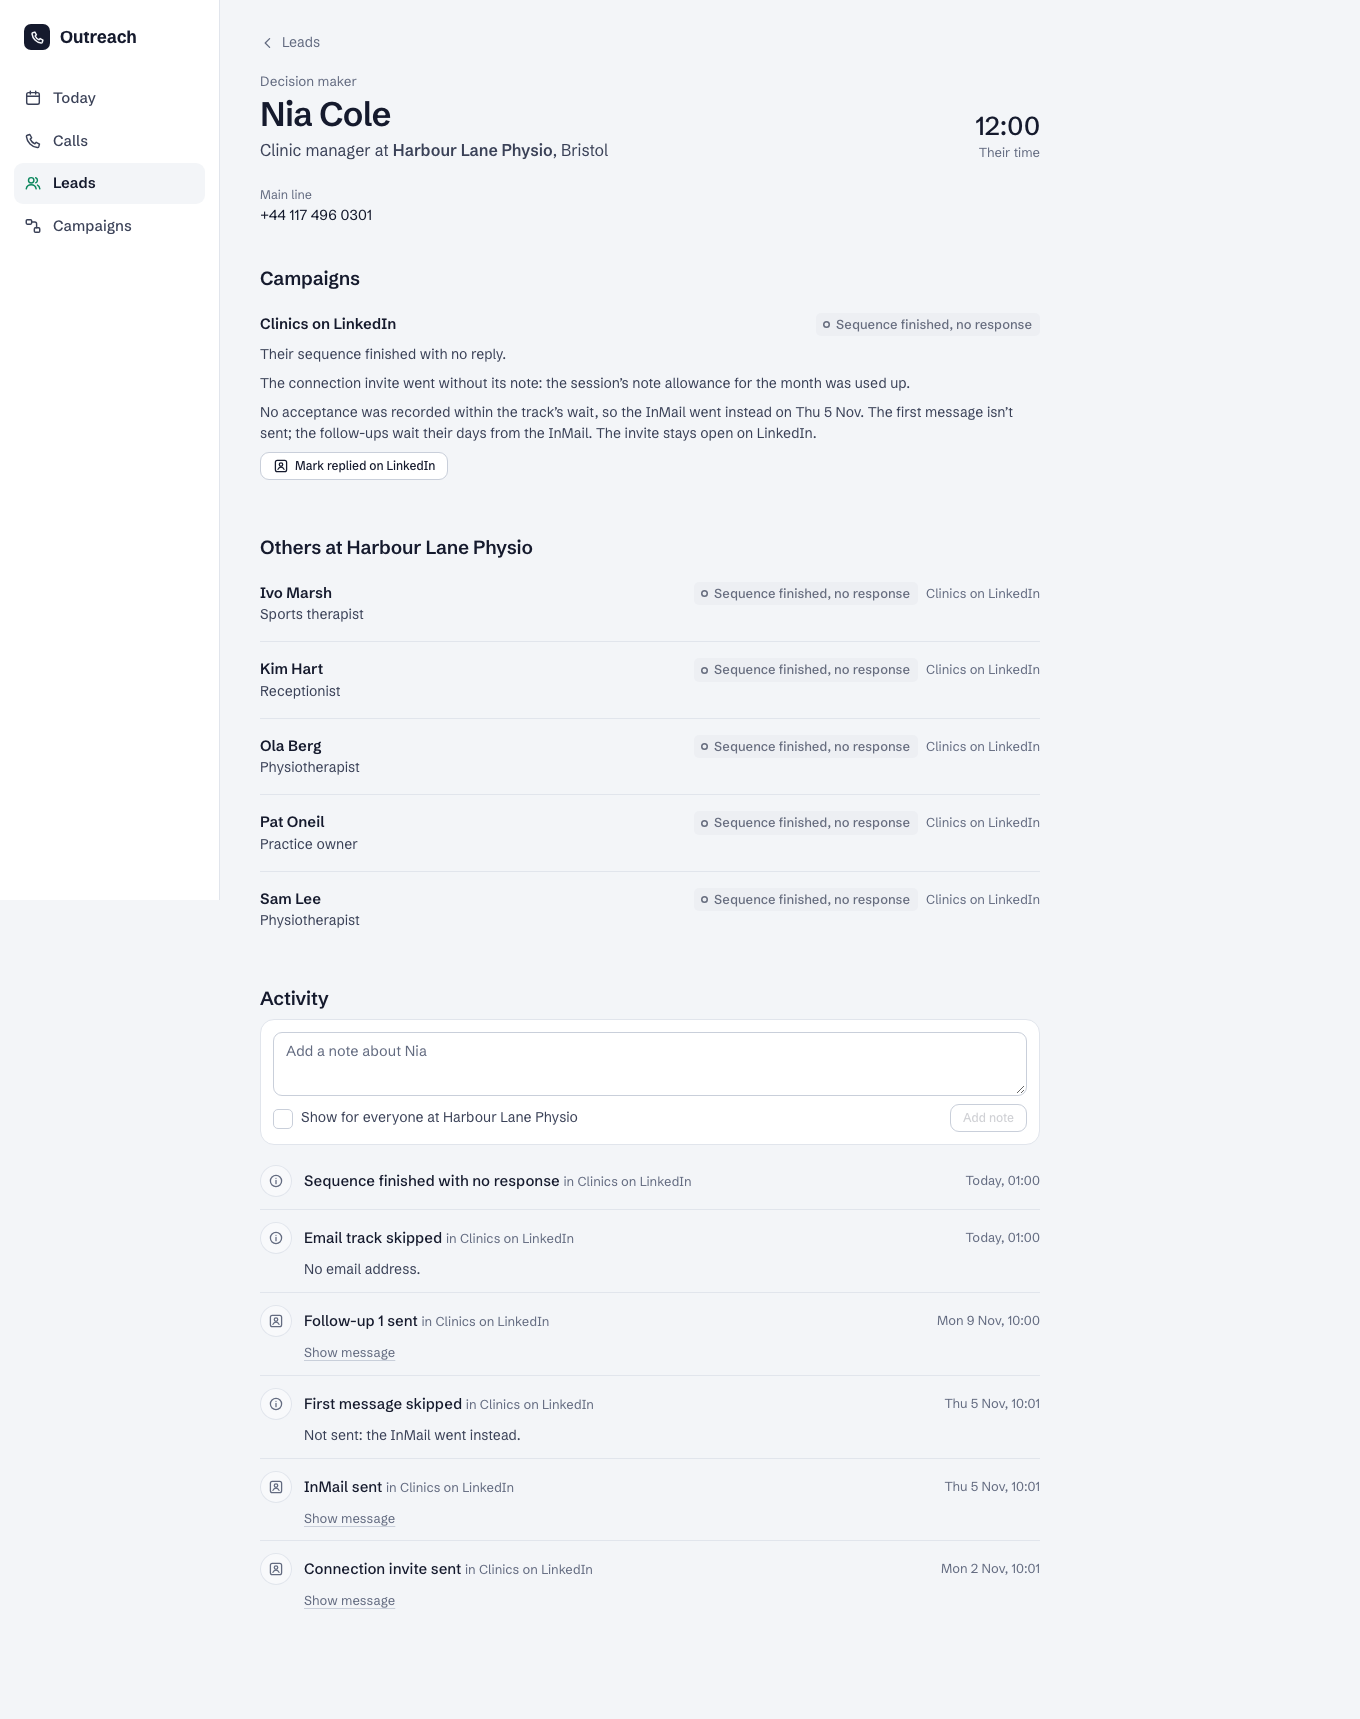 Outreach
Today
Calls
Leads
Campaigns
Leads
Decision maker
Nia Cole
Clinic manager at Harbour Lane Physio, Bristol
12:00
Their time
Main line
+44 117 496 0301
Campaigns
Clinics on LinkedIn
Sequence finished, no response
Their sequence finished with no reply.
The connection invite went without its note: the session’s note allowance for the month was used up.
No acceptance was recorded within the track’s wait, so the InMail went instead on Thu 5 Nov. The first message isn’t
sent; the follow-ups wait their days from the InMail. The invite stays open on LinkedIn.
Mark replied on LinkedIn
Others at Harbour Lane Physio
Ivo Marsh
Sequence finished, no response Clinics on LinkedIn
Sports therapist
Kim Hart
Sequence finished, no response Clinics on LinkedIn
Receptionist
Ola Berg
Sequence finished, no response Clinics on LinkedIn
Physiotherapist
Pat Oneil
Sequence finished, no response Clinics on LinkedIn
Practice owner
Sam Lee
Sequence finished, no response Clinics on LinkedIn
Physiotherapist
Activity
Add a note about Nia
Show for everyone at Harbour Lane Physio
Add note
Sequence finished with no response in Clinics on LinkedIn
Today, 01:00
Email track skipped in Clinics on LinkedIn
Today, 01:00
No email address.
Follow-up 1 sent in Clinics on LinkedIn
Mon 9 Nov, 10:00
Show message
First message skipped in Clinics on LinkedIn
Thu 5 Nov, 10:01
Not sent: the InMail went instead.
InMail sent in Clinics on LinkedIn
Thu 5 Nov, 10:01
Show message
Connection invite sent in Clinics on LinkedIn
Mon 2 Nov, 10:01
Show message